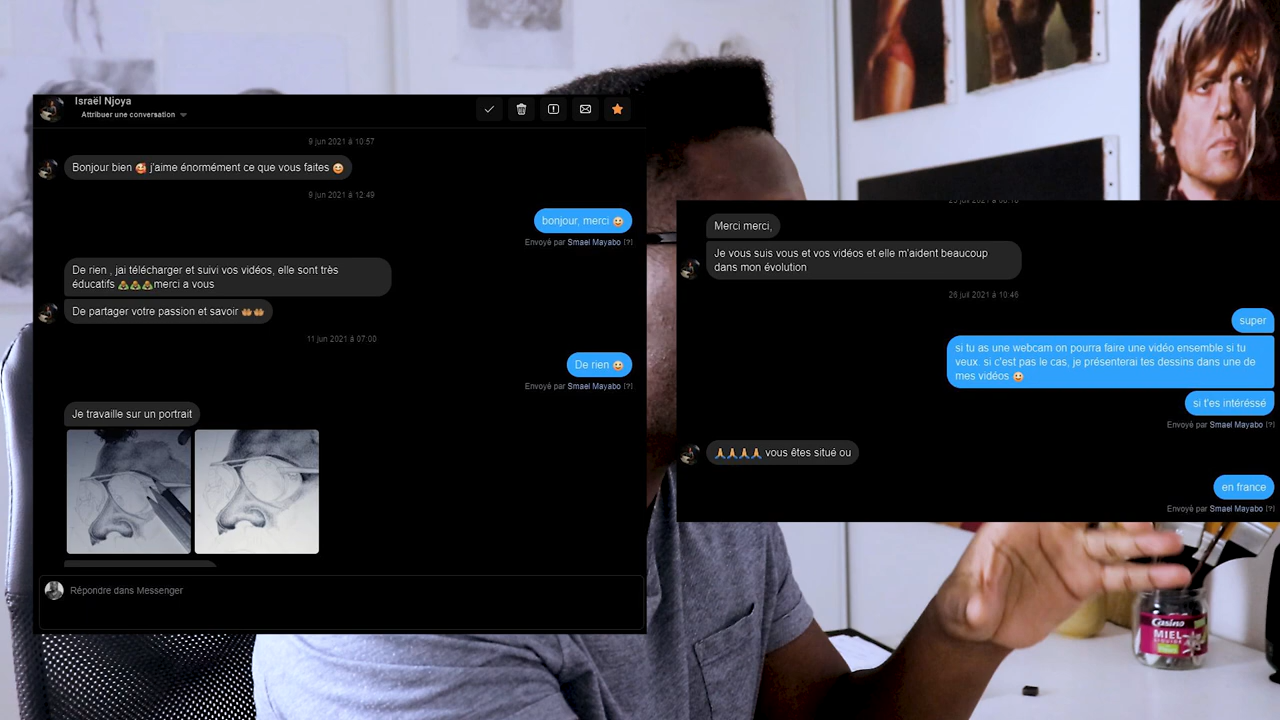 Israël Njoya
Attribuer une conversation
9 jun 2021 à 10:57
Bonjour bien 🥰 j'aime énormément ce que vous faites 😄
9 jun 2021 à 12:49
bonjour, merci 😀
Envoyé par Smael Mayabo [?]
De rien , jai télécharger et suivi vos vidéos, elle sont très
éducatifs 🙇🙇🙇merci a vous
De partager votre passion et savoir 🤲🤲
11 jun 2021 à 07:00
De rien 😀
Envoyé par Smael Mayabo [?]
Je travaille sur un portrait
Répondre dans Messenger
Merci merci,
Je vous suis vous et vos vidéos et elle m'aident beaucoup
dans mon évolution
26 juil 2021 à 10:46
super
si tu as une webcam on pourra faire une vidéo ensemble si tu
veux. si c'est pas le cas, je présenterai tes dessins dans une de
mes vidéos 😀
si t'es intéréssé
Envoyé par Smael Mayabo [?]
🙏🙏🙏🙏 vous êtes situé ou
en france
Envoyé par Smael Mayabo [?]
Casino
MIEL